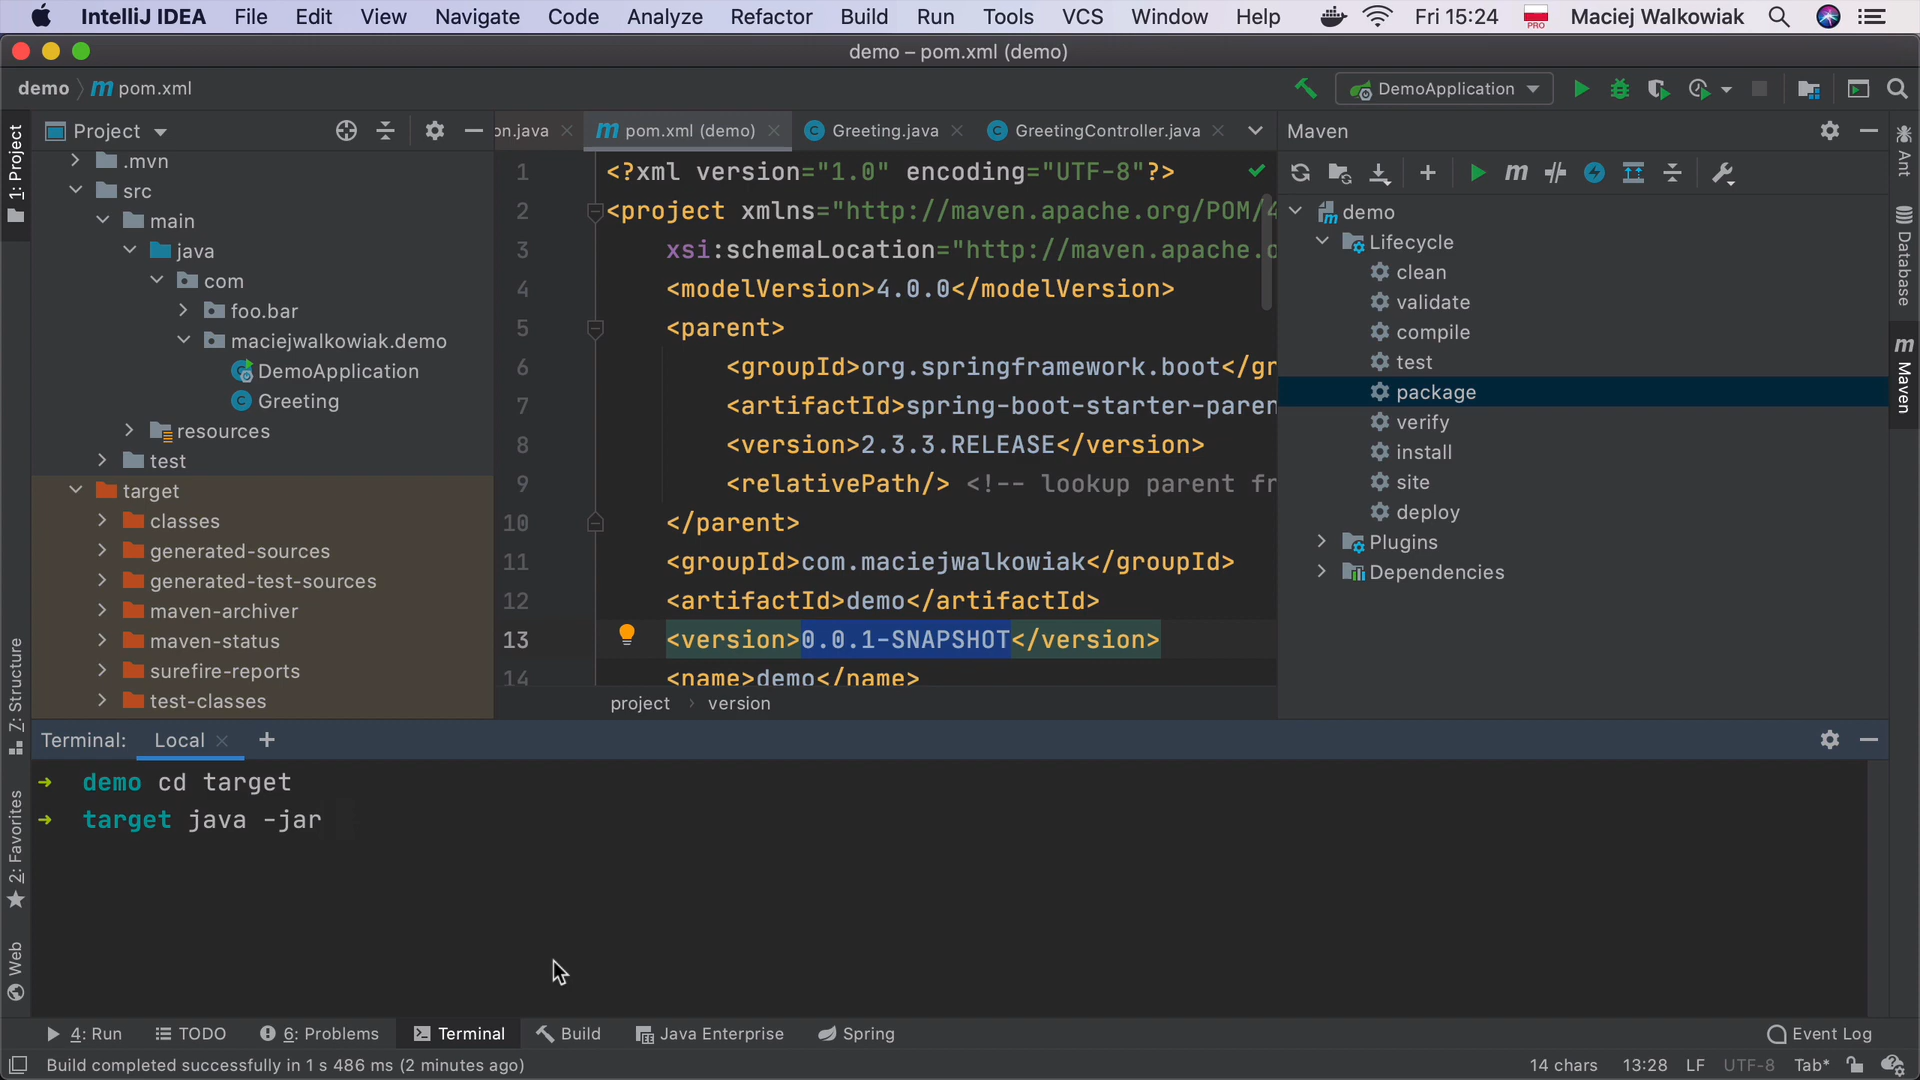 IntelliJ IDEA File Edit View Navigate Code Analyze Refactor Build Run Tools VCS Window Help Fri 15:24 PRO Maciej Walkowiak
demo – pom.xml (demo)
demo m pom.xml
DemoApplication
1: Project
Z: Structure
2: Favorites
Web
Project
.mvn
src
main
java
com
foo.bar
maciejwalkowiak.demo
DemoApplication
Greeting
resources
test
target
classes
generated-sources
generated-test-sources
maven-archiver
maven-status
surefire-reports
test-classes
on.java m pom.xml (demo) Greeting.java GreetingController.java
1 <?xml version="1.0" encoding="UTF-8"?>
2 <project xmlns="http://maven.apache.org/POM/4
3 xsi:schemaLocation="http://maven.apache.o
4 <modelVersion>4.0.0</modelVersion>
5 <parent>
6 <groupId>org.springframework.boot</gr
7 <artifactId>spring-boot-starter-paren
8 <version>2.3.3.RELEASE</version>
9 <relativePath/> <!-- lookup parent fr
10 </parent>
11 <groupId>com.maciejwalkowiak</groupId>
12 <artifactId>demo</artifactId>
13 <version>0.0.1-SNAPSHOT</version>
14 <name>demo</name>
project › version
Maven
demo
Lifecycle
clean
validate
compile
test
package
verify
install
site
deploy
Plugins
Dependencies
Ant
Database
m Maven
Terminal: Local
→ demo cd target
→ target java -jar
4: Run TODO 6: Problems Terminal Build Java Enterprise Spring Event Log
Build completed successfully in 1 s 486 ms (2 minutes ago) 14 chars 13:28 LF UTF-8 Tab*